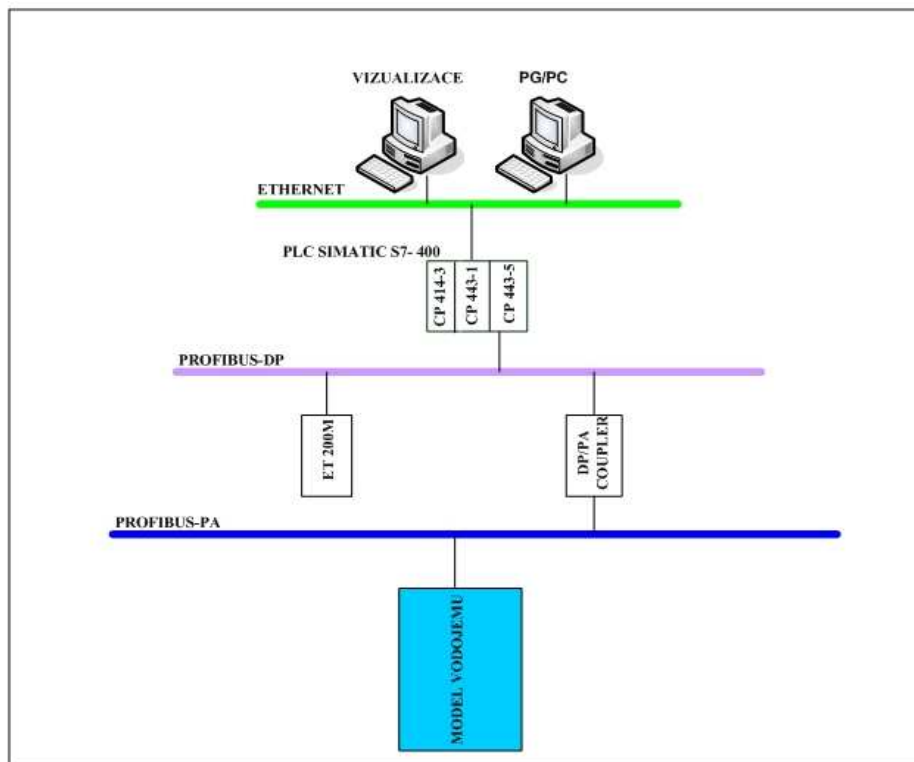 VIZUALIZACE
PG/PC
ETHERNET
PLC SIMATIC S7- 400
CP 414-3
CP 443-1
CP 443-5
PROFIBUS-DP
ET 200M
DP/PA
COUPLER
PROFIBUS-PA
MODEL VODOJEMU